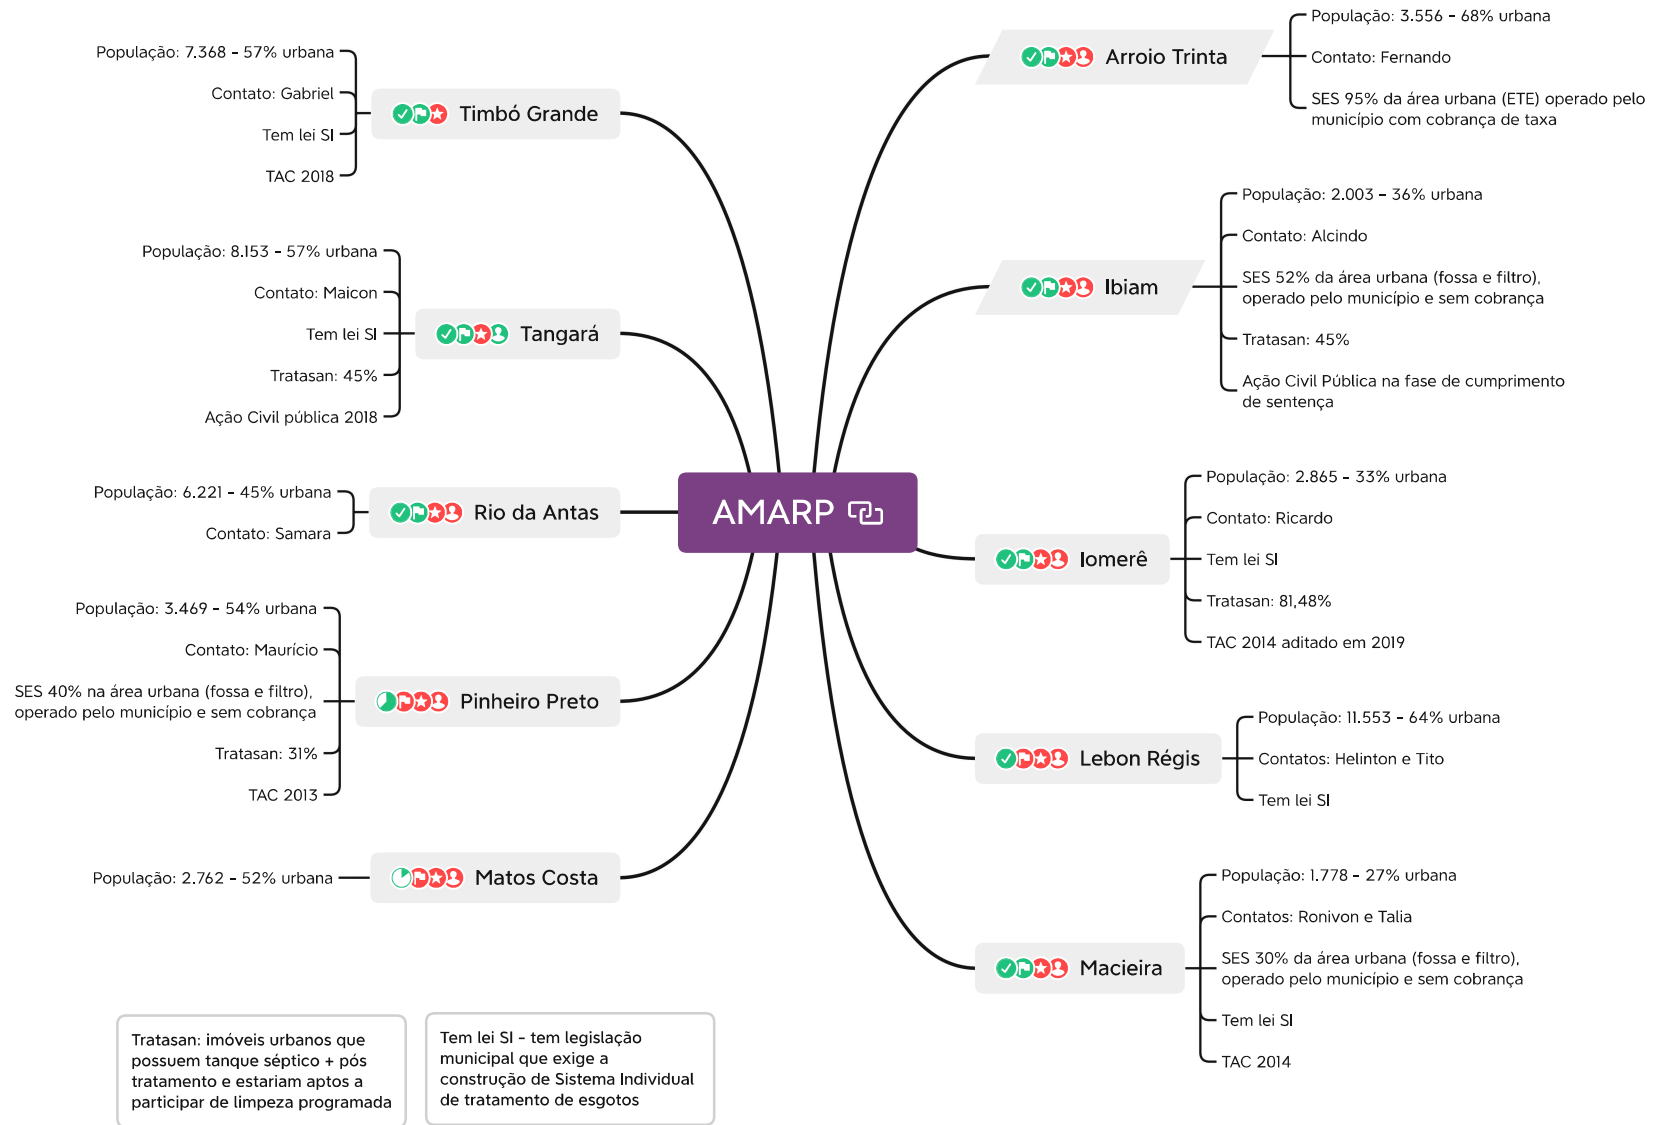 População: 7.368 - 57% urbana
Contato: Gabriel
Tem lei SI
TAC 2018
Timbó Grande
População: 8.153 - 57% urbana
Contato: Maicon
Tem lei SI
Tratasan: 45%
Ação Civil pública 2018
Tangará
População: 6.221 - 45% urbana
Contato: Samara
Rio da Antas
População: 3.469 - 54% urbana
Contato: Maurício
SES 40% na área urbana (fossa e filtro),
operado pelo município e sem cobrança
Tratasan: 31%
TAC 2013
Pinheiro Preto
População: 2.762 - 52% urbana
Matos Costa
AMARP
Arroio Trinta
População: 3.556 - 68% urbana
Contato: Fernando
SES 95% da área urbana (ETE) operado pelo
município com cobrança de taxa
Ibiam
População: 2.003 - 36% urbana
Contato: Alcindo
SES 52% da área urbana (fossa e filtro),
operado pelo município e sem cobrança
Tratasan: 45%
Ação Civil Pública na fase de cumprimento
de sentença
Iomerê
População: 2.865 - 33% urbana
Contato: Ricardo
Tem lei SI
Tratasan: 81,48%
TAC 2014 aditado em 2019
Lebon Régis
População: 11.553 - 64% urbana
Contatos: Helinton e Tito
Tem lei SI
Macieira
População: 1.778 - 27% urbana
Contatos: Ronivon e Talia
SES 30% da área urbana (fossa e filtro),
operado pelo município e sem cobrança
Tem lei SI
TAC 2014
Tratasan: imóveis urbanos que
possuem tanque séptico + pós
tratamento e estariam aptos a
participar de limpeza programada
Tem lei SI - tem legislação
municipal que exige a
construção de Sistema Individual
de tratamento de esgotos